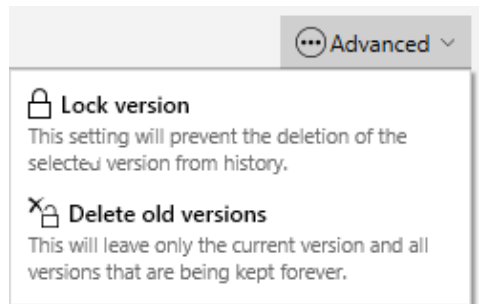 Advanced
Lock version
This setting will prevent the deletion of the
selected version from history.
Delete old versions
This will leave only the current version and all
versions that are being kept forever.